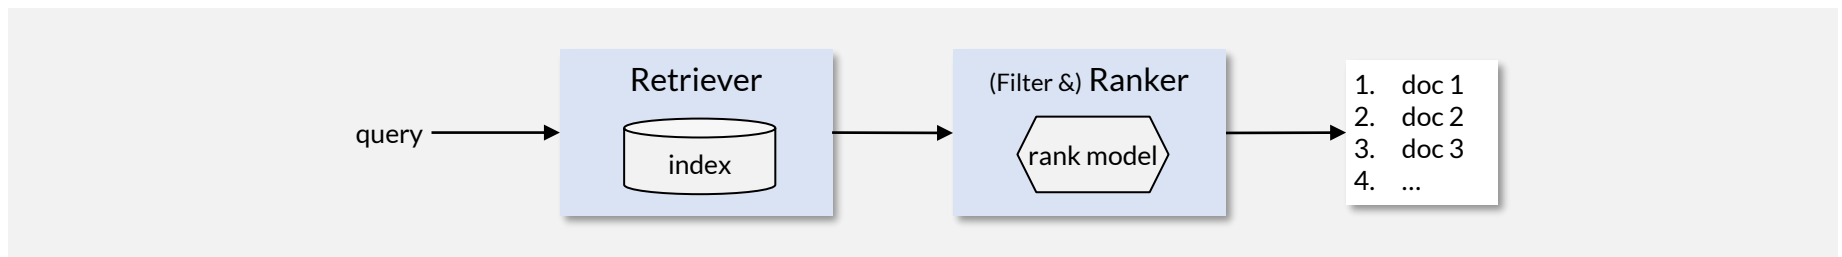 query
Retriever
index
(Filter &) Ranker
rank model
1. doc 1
2. doc 2
3. doc 3
4. ...